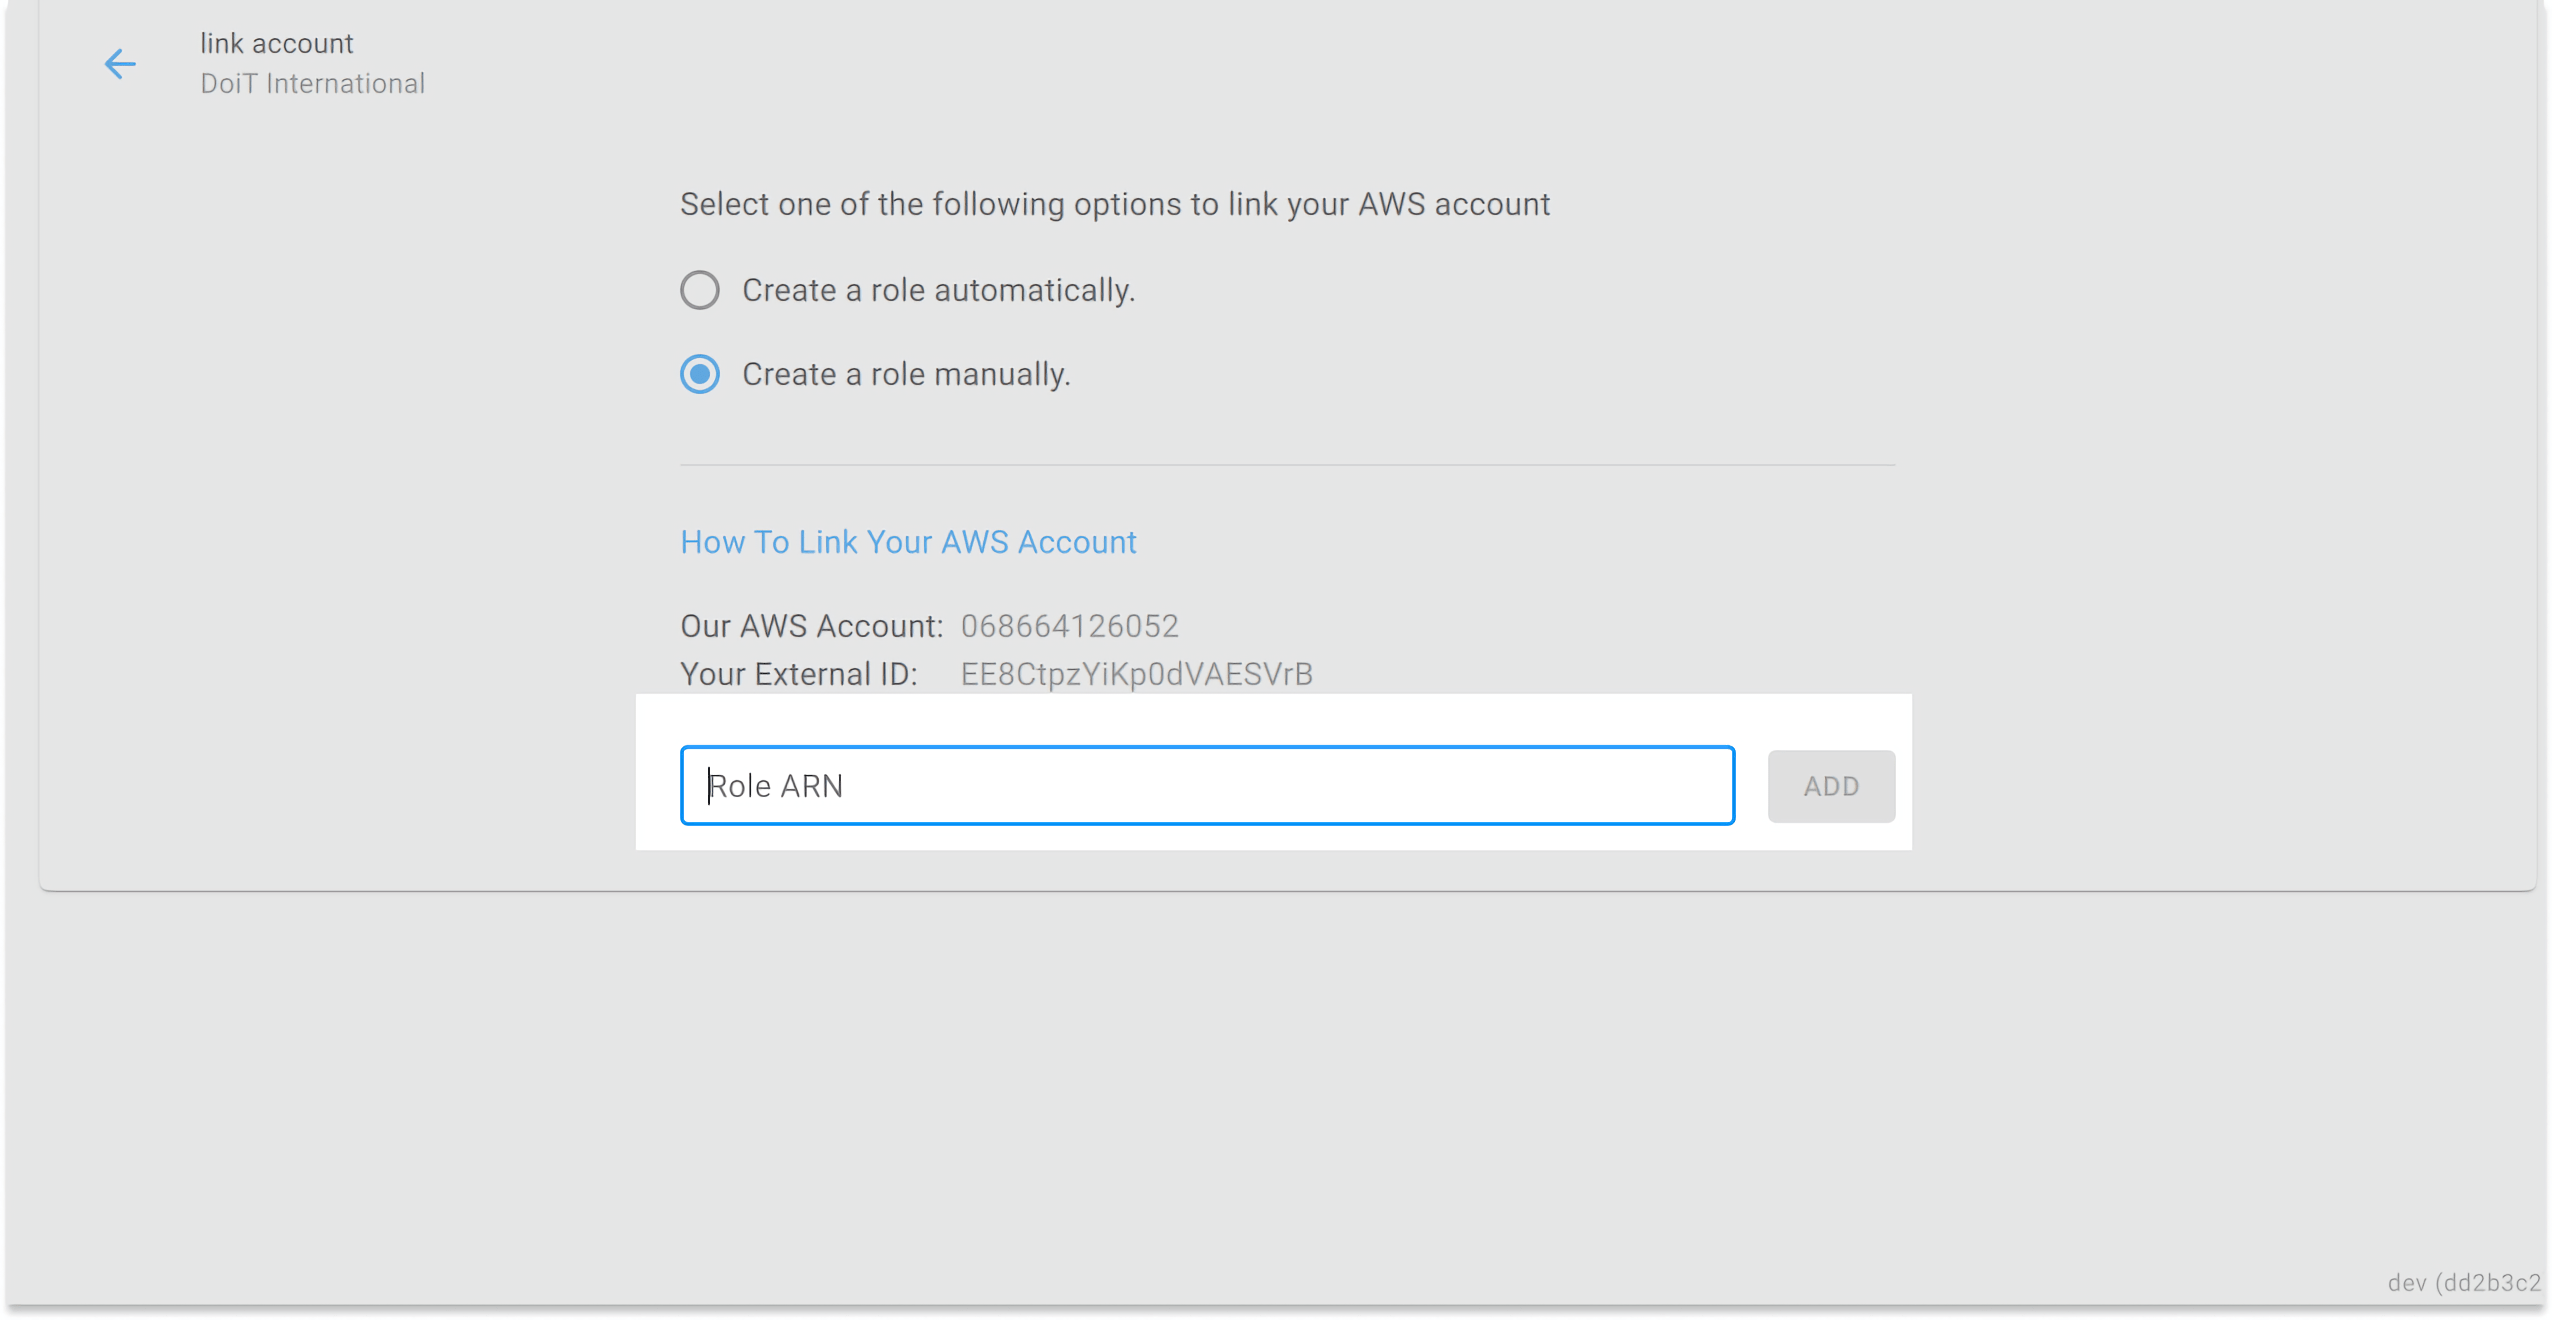 link account
DoiT International
Select one of the following options to link your AWS account
Create a role automatically.
Create a role manually.
How To Link Your AWS Account
Our AWS Account: 068664126052
Your External ID: EE8CtpzYiKp0dVAESVrB
Role ARN
ADD
dev (dd2b3c2